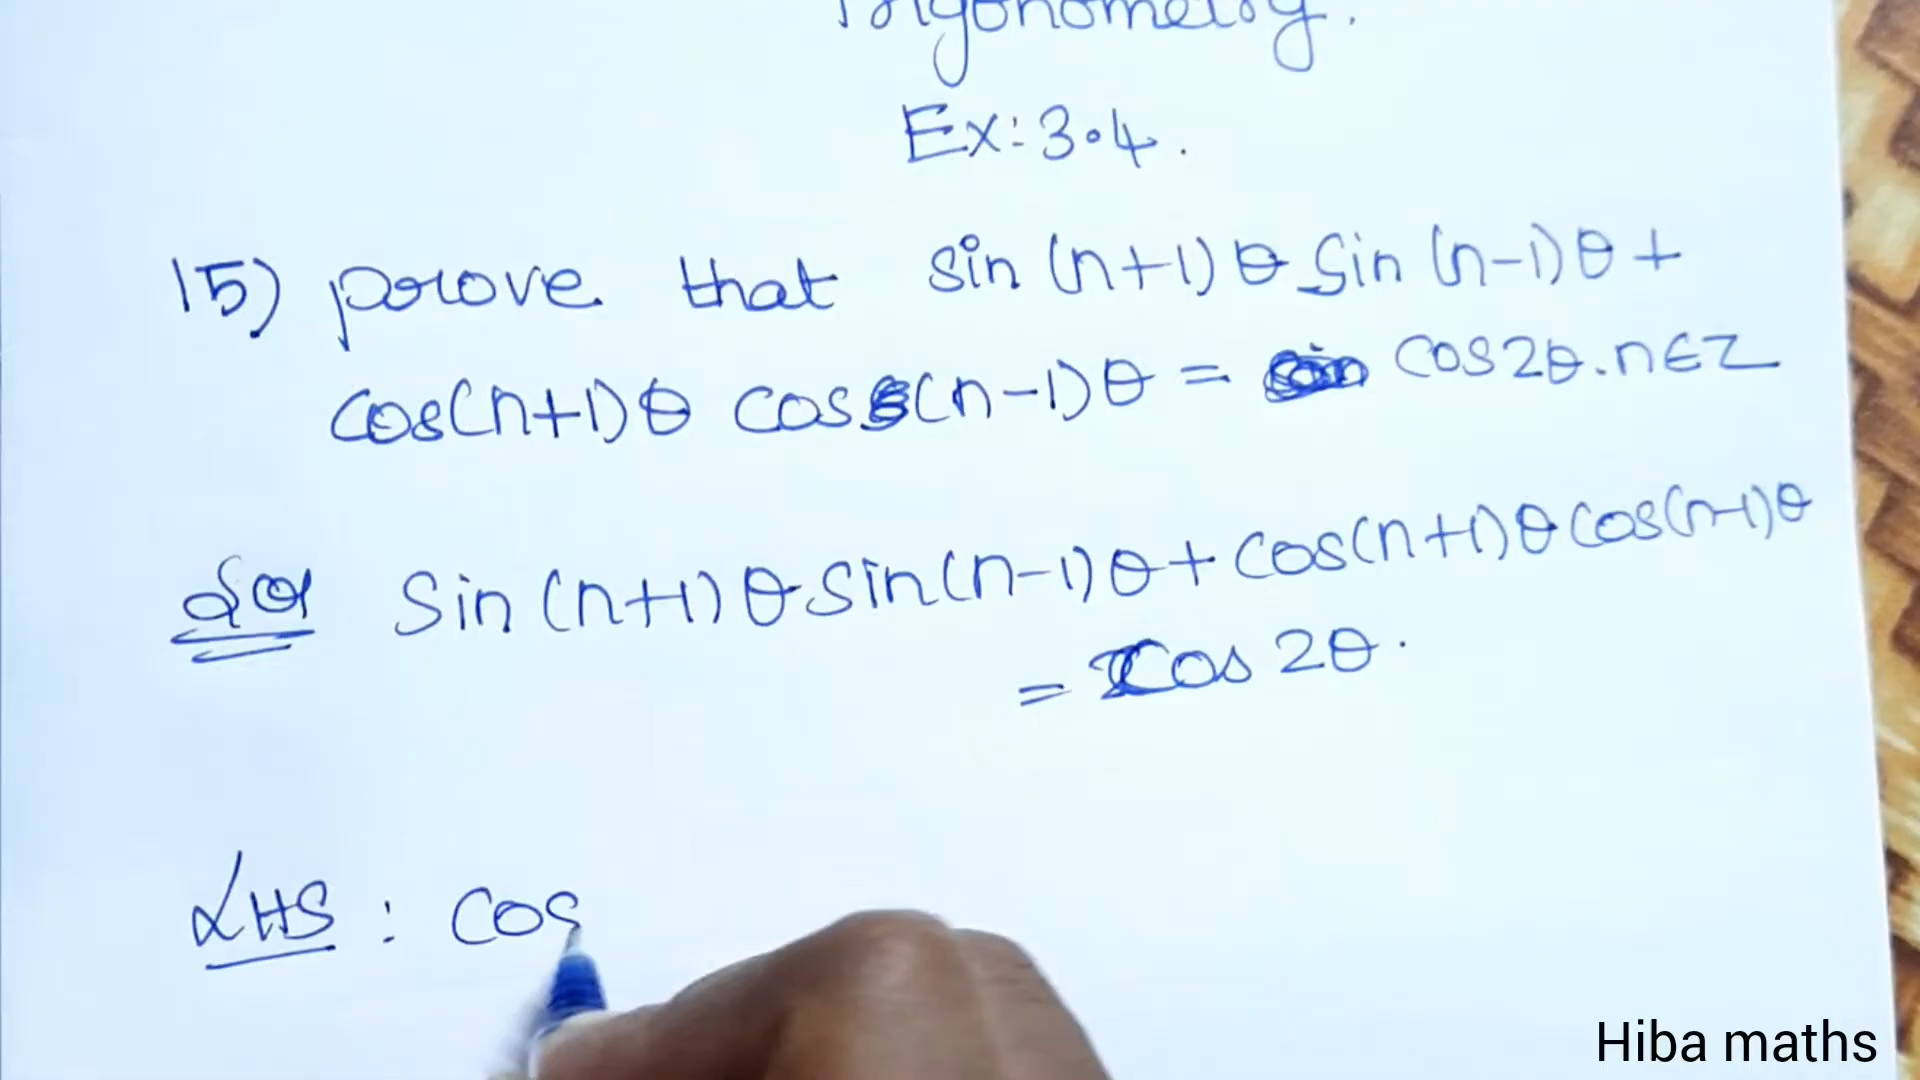 Trigonometry.
Ex: 3.4.
15) prove that sin (n+1) θ sin (n-1) θ +
cos(n+1) θ cos(n-1) θ = cos2θ. n∈Z
Sol Sin (n+1) θ sin(n-1) θ + cos(n+1) θ cos(n-1) θ
= Cos 2θ.
LHS : cos
Hiba maths